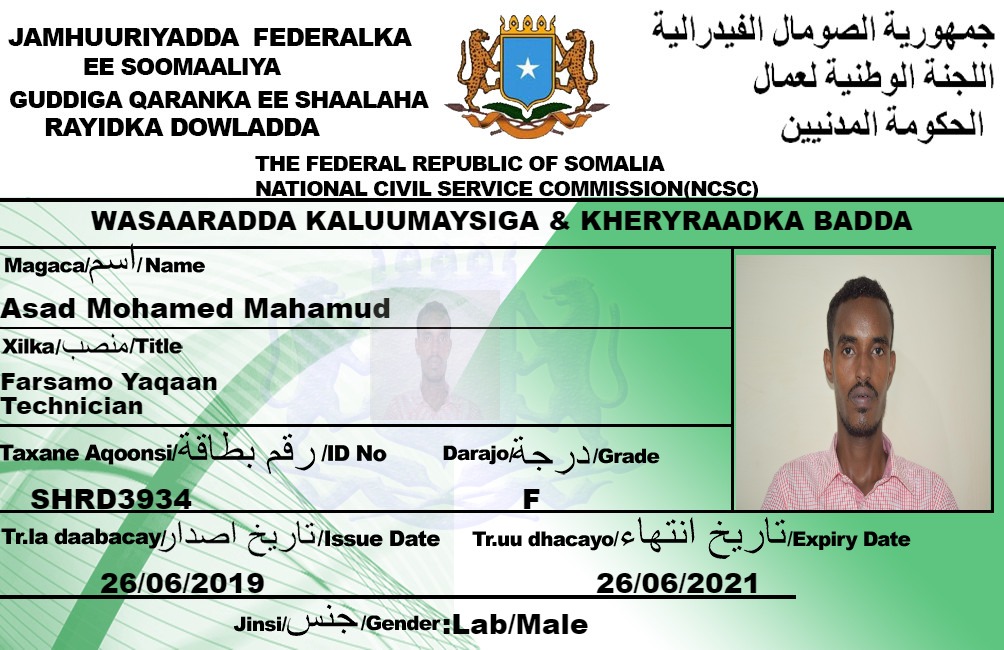 JAMHUURIYADDA FEDERALKA
EE SOOMAALIYA
GUDDIGA QARANKA EE SHAALAHA
RAYIDKA DOWLADDA
جمهورية الصومال الفيدرالية
اللجنة الوطنية لعمال
الحكومة المدنيين
THE FEDERAL REPUBLIC OF SOMALIA
NATIONAL CIVIL SERVICE COMMISSION(NCSC)
WASAARADDA KALUUMAYSIGA & KHERYRAADKA BADDA
Magaca/اسم/Name
Asad Mohamed Mahamud
Xilka/منصب/Title
Farsamo Yaqaan
Technician
Taxane Aqoonsi/رقم بطاقة/ID No
Darajo/درجة/Grade
SHRD3934
F
Tr.la daabacay/تاريخ اصدار/Issue Date
Tr.uu dhacayo/تاريخ انتهاء/Expiry Date
26/06/2019
26/06/2021
Jinsi/جنس/Gender:Lab/Male